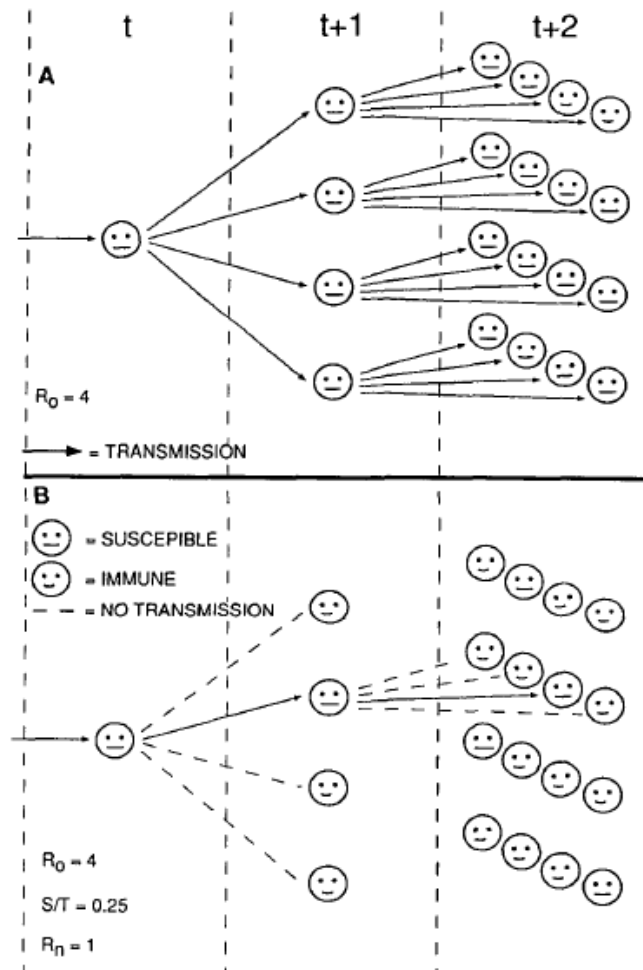 t t+1 t+2
A
R₀ = 4
= TRANSMISSION
B
= SUSCEPIBLE
= IMMUNE
= NO TRANSMISSION
R₀ = 4
S/T = 0.25
Rₙ = 1